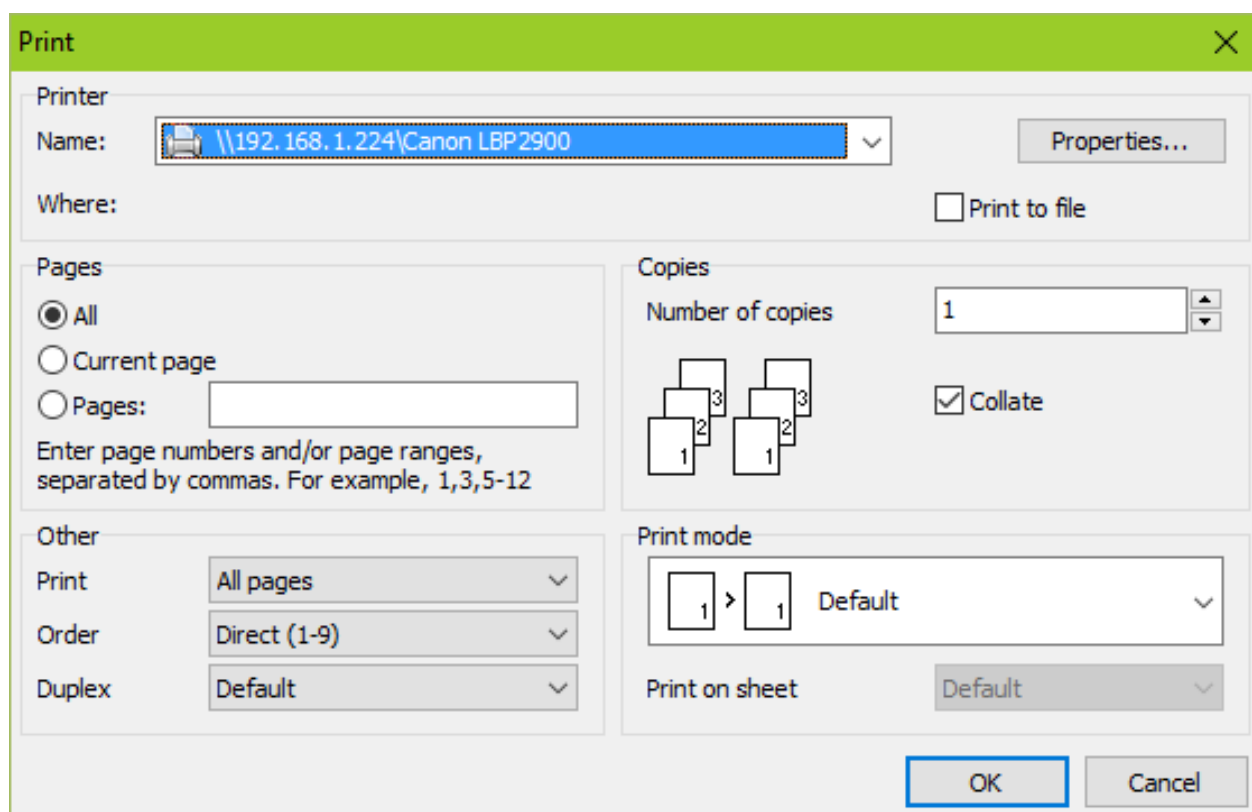 Print
Printer
Name: \\192.168.1.224\Canon LBP2900 Properties...
Where: Print to file
Pages
All
Current page
Pages:
Enter page numbers and/or page ranges,
separated by commas. For example, 1,3,5-12
Copies
Number of copies 1
3 3
2 2
1 1
Collate
Other
Print All pages
Order Direct (1-9)
Duplex Default
Print mode
1 > 1 Default
Print on sheet Default
OK Cancel